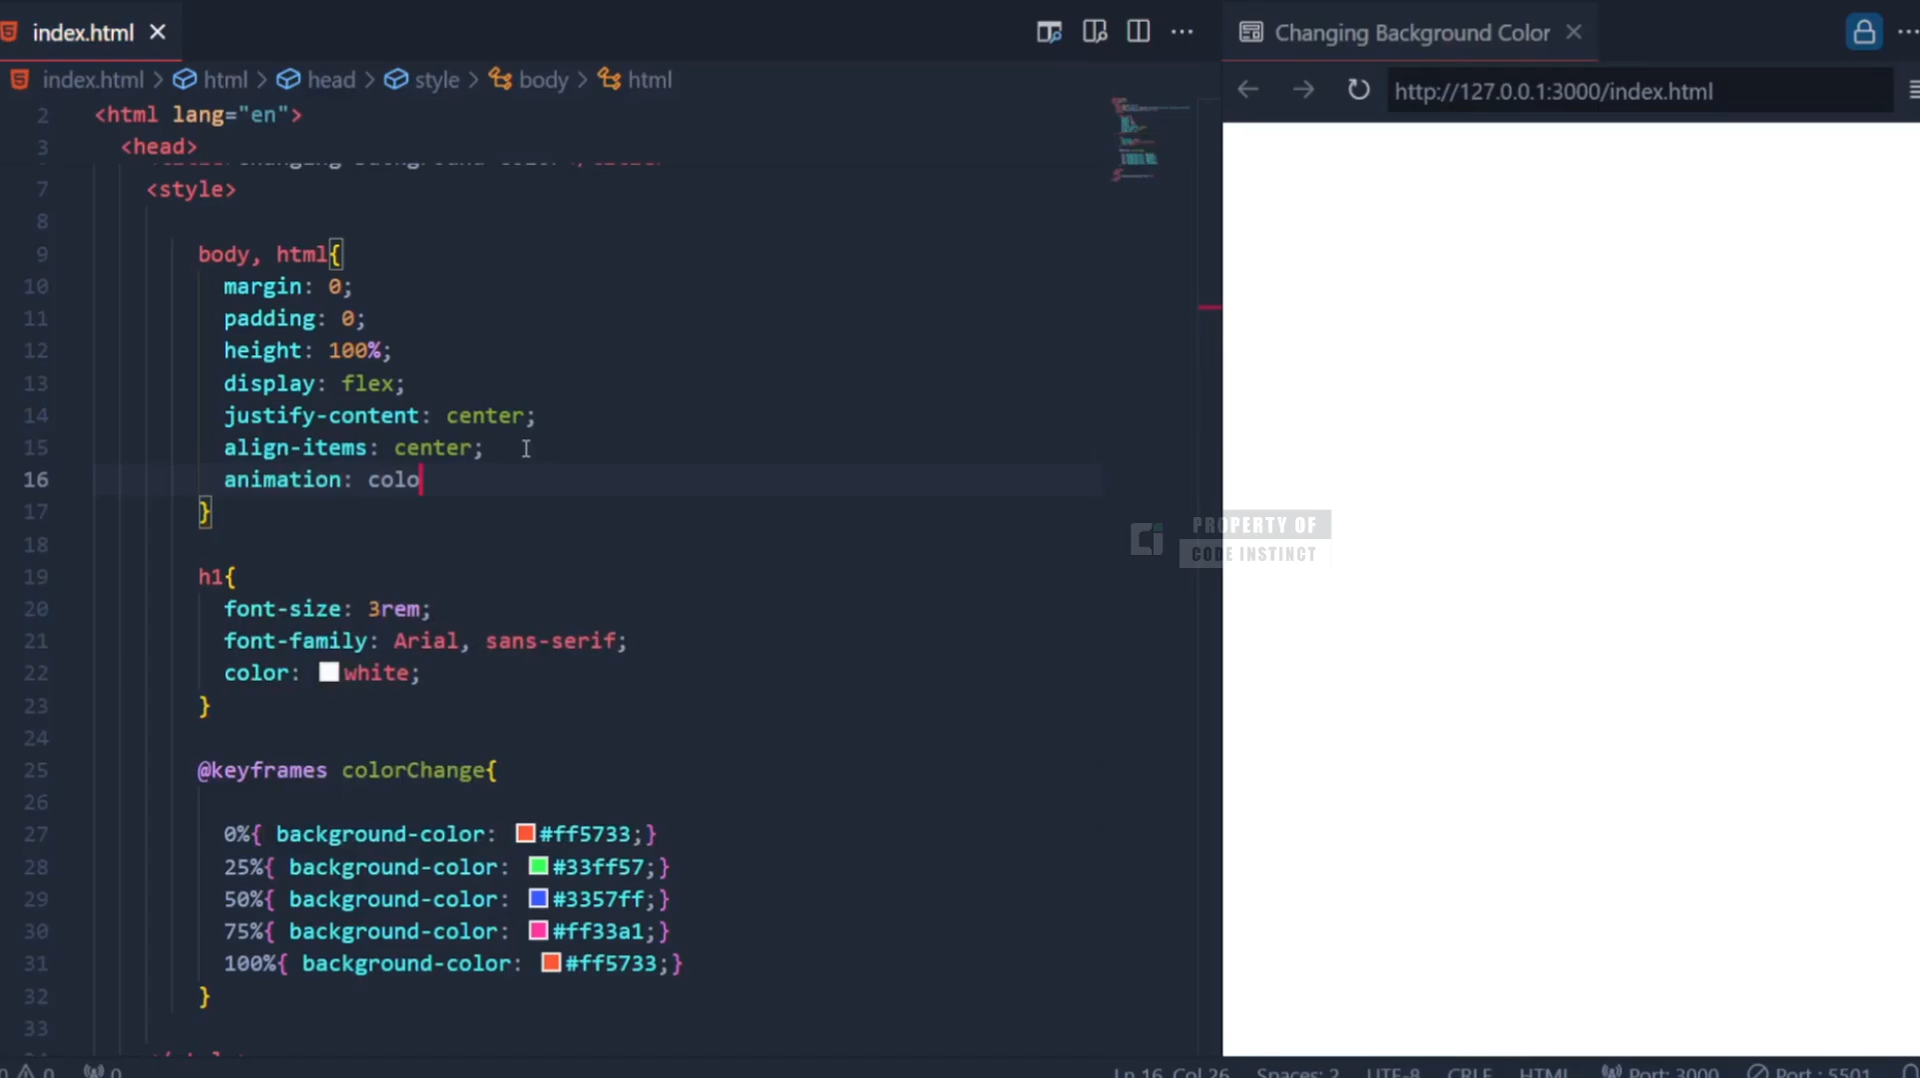 index.html
Changing Background Color
index.html > html > head > style > body > html
http://127.0.0.1:3000/index.html
2 <html lang="en">
3 <head>
7 <style>
8
9 body, html{
10 margin: 0;
11 padding: 0;
12 height: 100%;
13 display: flex;
14 justify-content: center;
15 align-items: center;
16 animation: colo
17 }
18
19 h1{
20 font-size: 3rem;
21 font-family: Arial, sans-serif;
22 color: white;
23 }
24
25 @keyframes colorChange{
26
27 0%{ background-color: #ff5733;}
28 25%{ background-color: #33ff57;}
29 50%{ background-color: #3357ff;}
30 75%{ background-color: #ff33a1;}
31 100%{ background-color: #ff5733;}
32 }
33
PROPERTY OF
CODE INSTINCT
Ln 16, Col 26 Spaces: 2 UTF-8 CRLF HTML Port: 3000 Port : 5501